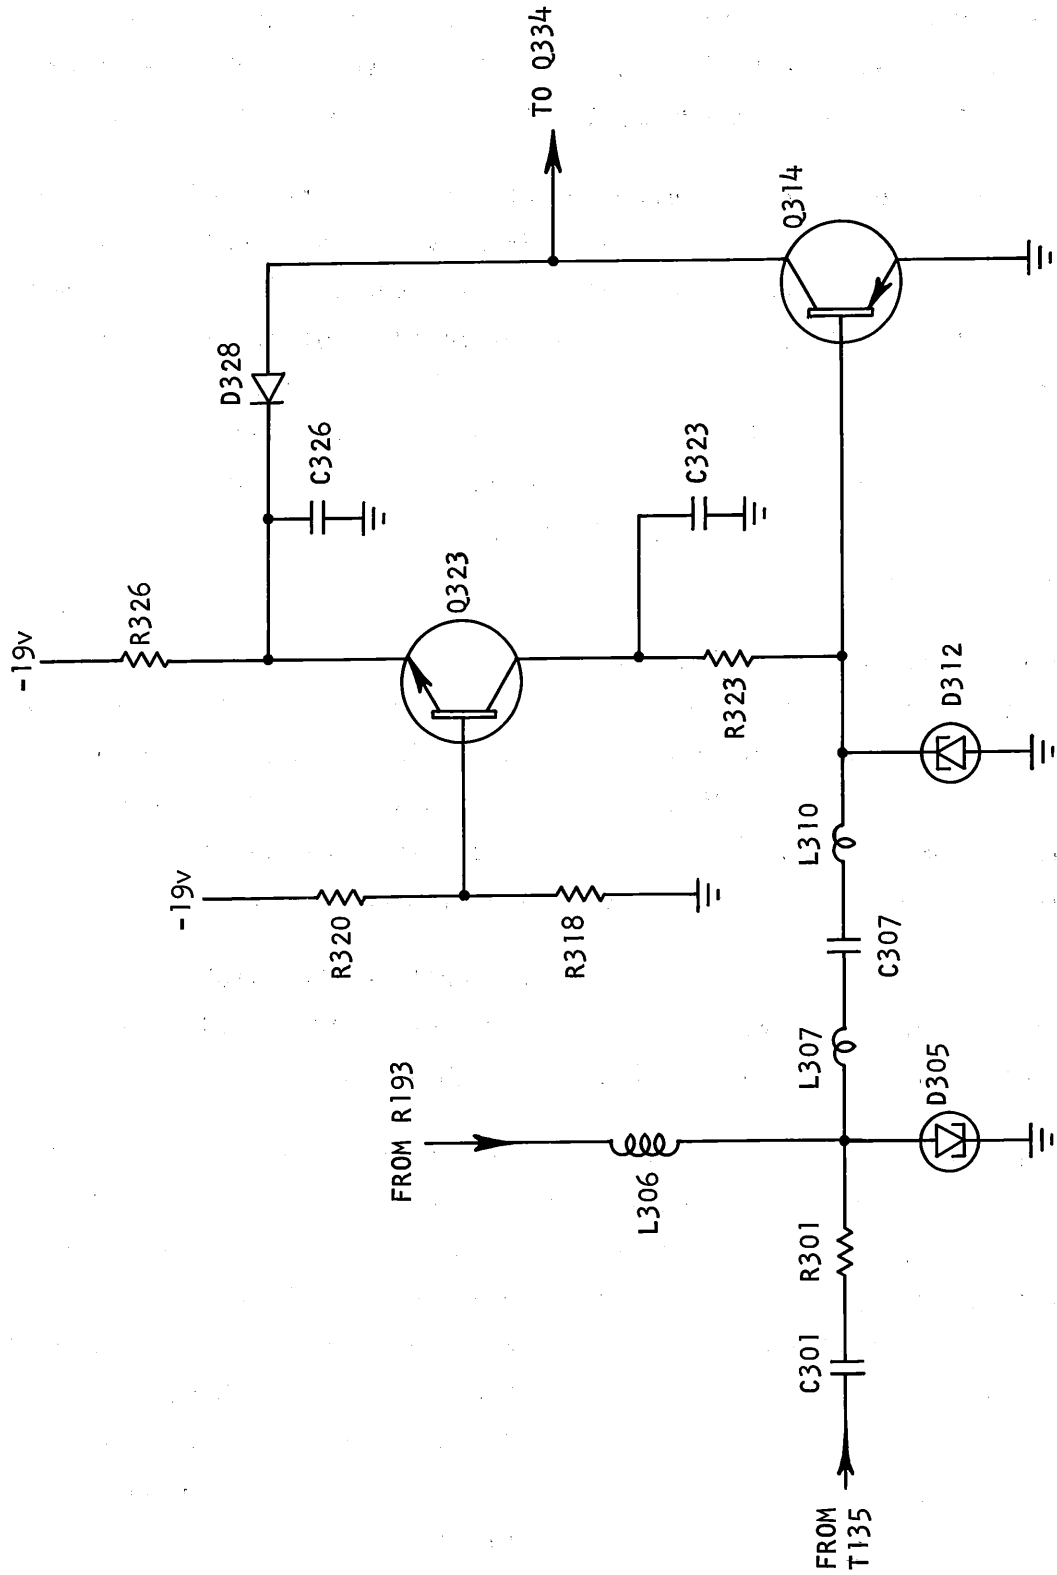 -19v
R326
D328
C326
TO Q334
-19v
R320
R318
Q323
C323
R323
Q314
FROM R193
L306
FROM
T135
C301
R301
D305
L307
C307
L310
D312